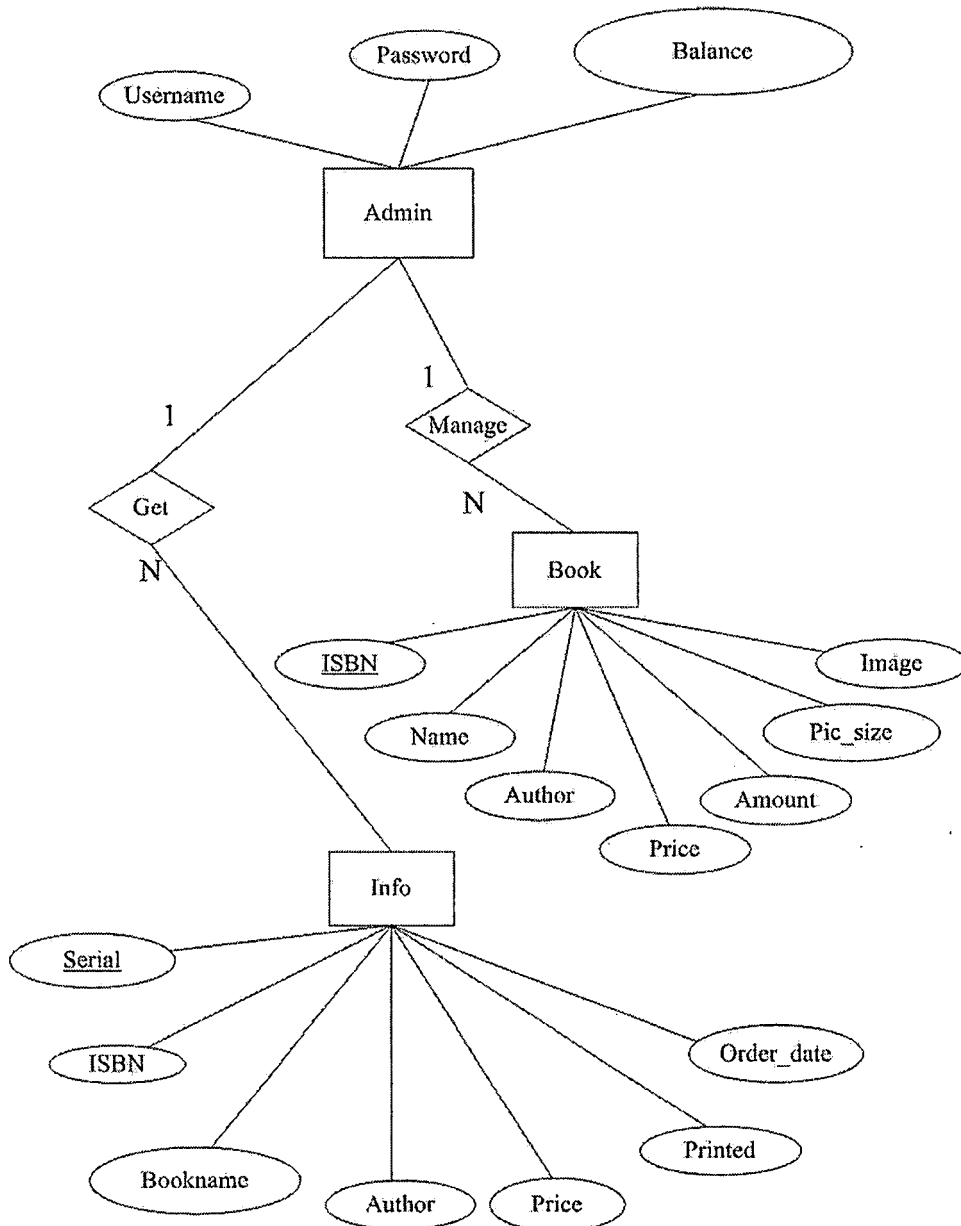 Password
Balance
Username
Admin
1
1
Manage
Get
N
N
Book
ISBN
Image
Name
Pic_size
Author
Amount
Price
Info
Serial
Order_date
ISBN
Printed
Bookname
Author
Price